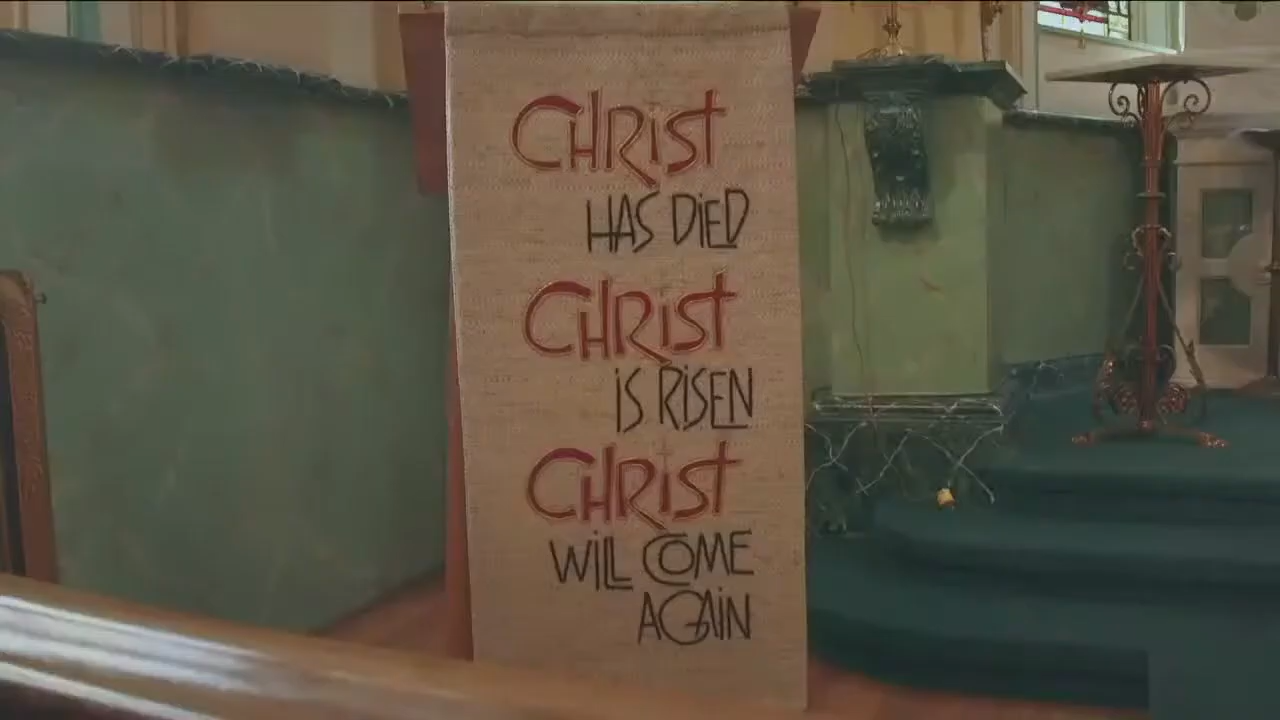 CHRiST
HAS DiED
CHRiST
iS RiSEN
CHRiST
WiLL COME
AGAiN